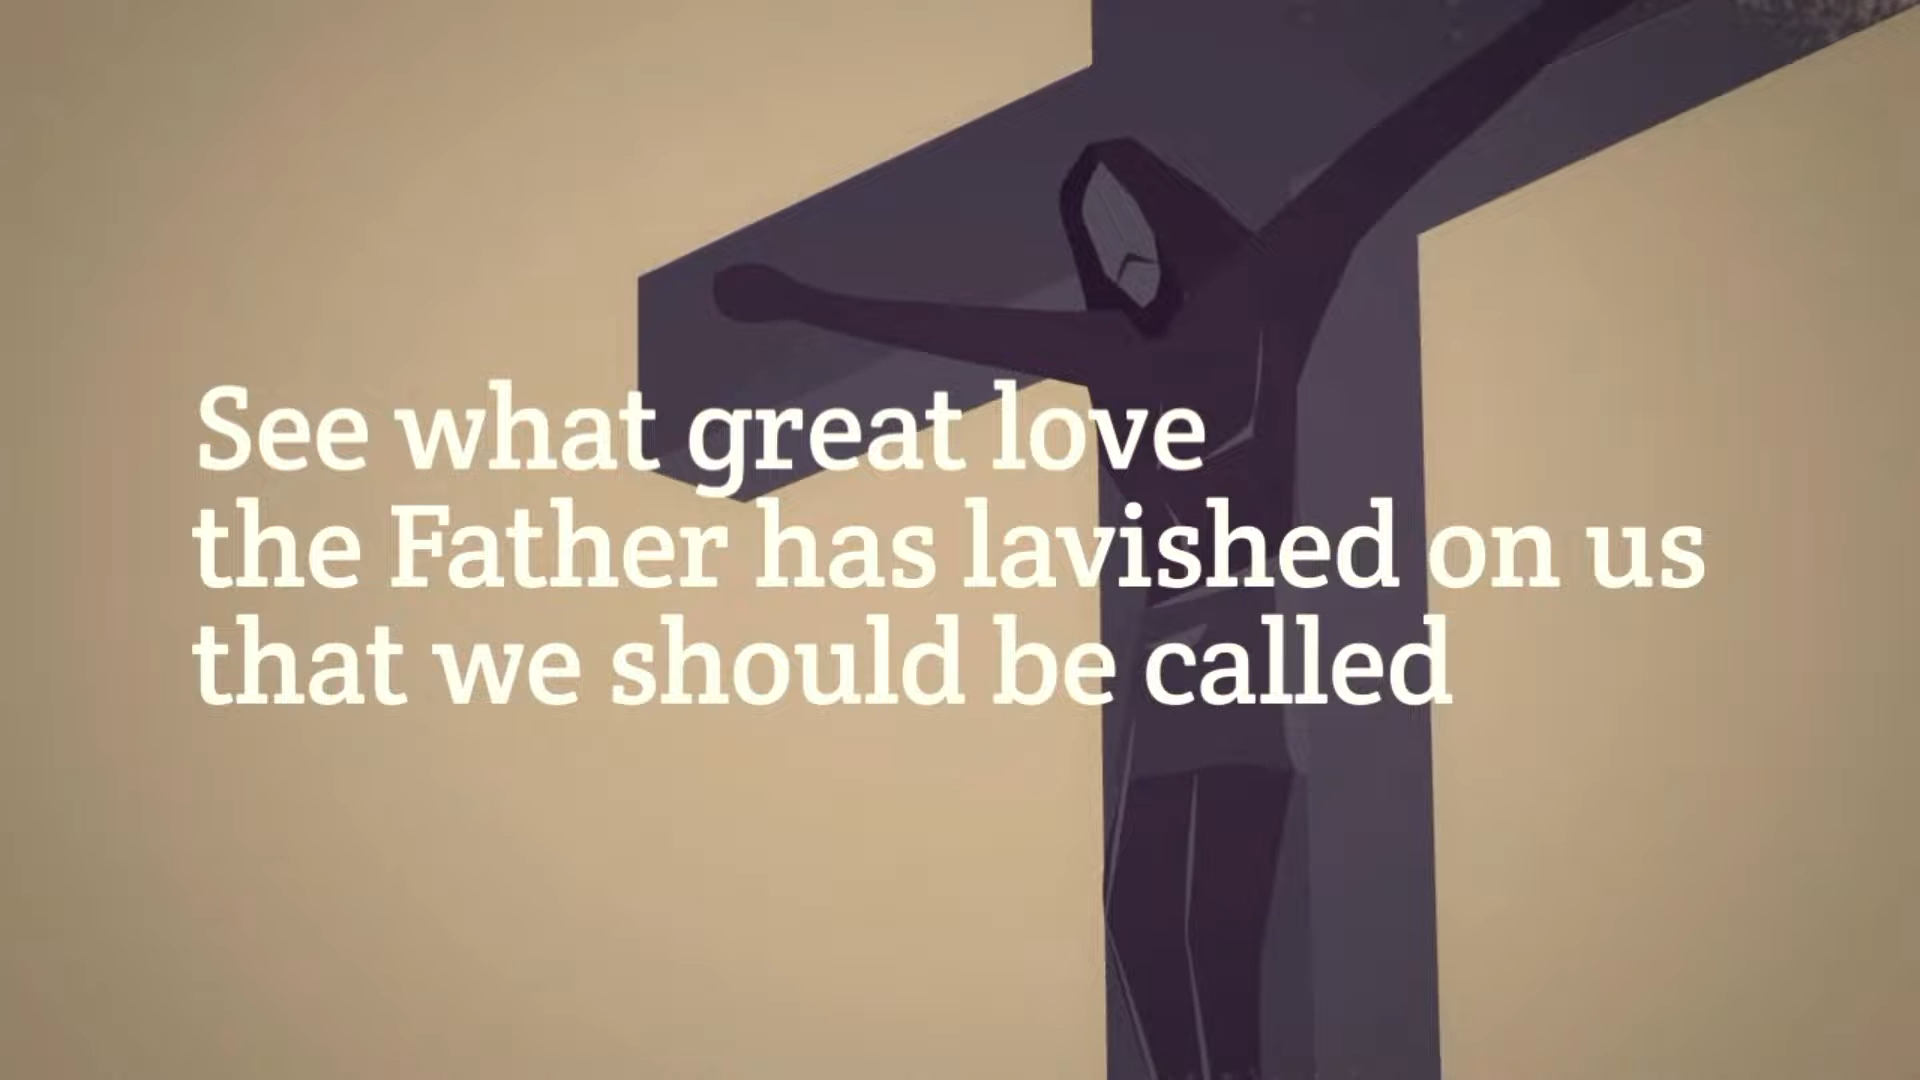 See what great love
the Father has lavished on us
that we should be called